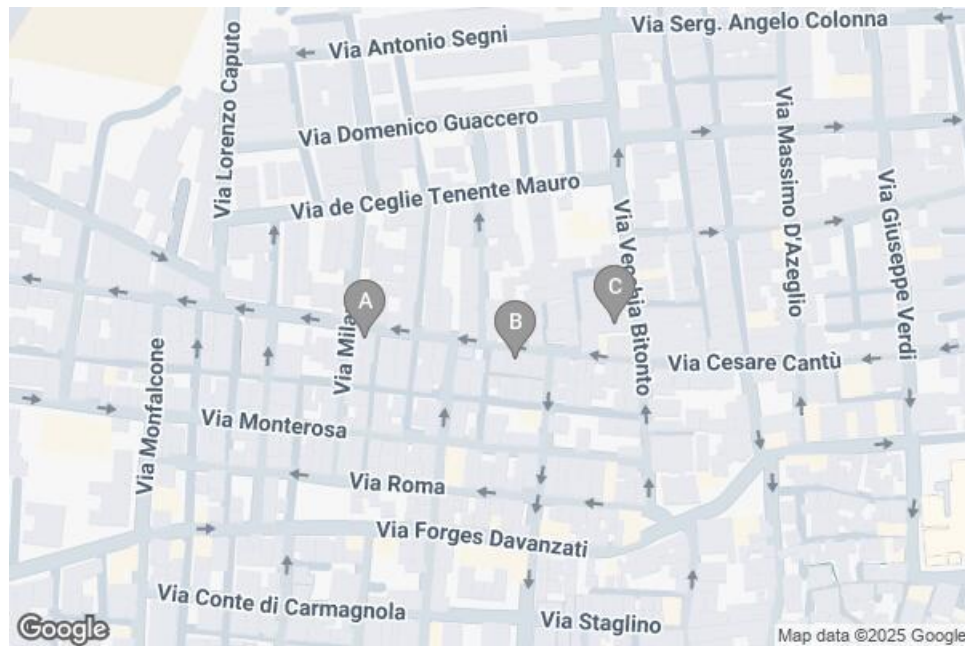 Via Serg. Angelo Colonna
Via Antonio Segni
Via Lorenzo Caputo
Via Domenico Guaccero
Via Massimo D'Azeglio
Via de Ceglie Tenente Mauro
Via Giuseppe Verdi
Via Vecchia Bitonto
A
B
C
Via Cesare Cantù
Via Monfalcone
Via Monterosa
Via Roma
Via Forges Davanzati
Via Conte di Carmagnola
Via Staglino
Google
Map data ©2025 Google